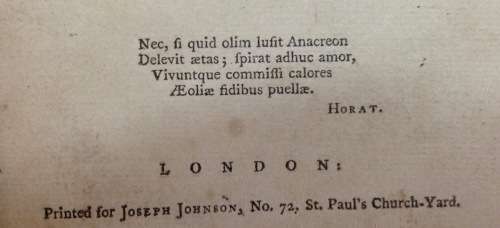 Nec, ſi quid olim luſit Anacreon
Delevit ætas; ſpirat adhuc amor,
Vivuntque commiſſi calores
Æoliæ fidibus puellæ.
HORAT.
LONDON:
Printed for JOSEPH JOHNSON, No. 72, St. Paul's Church-Yard.